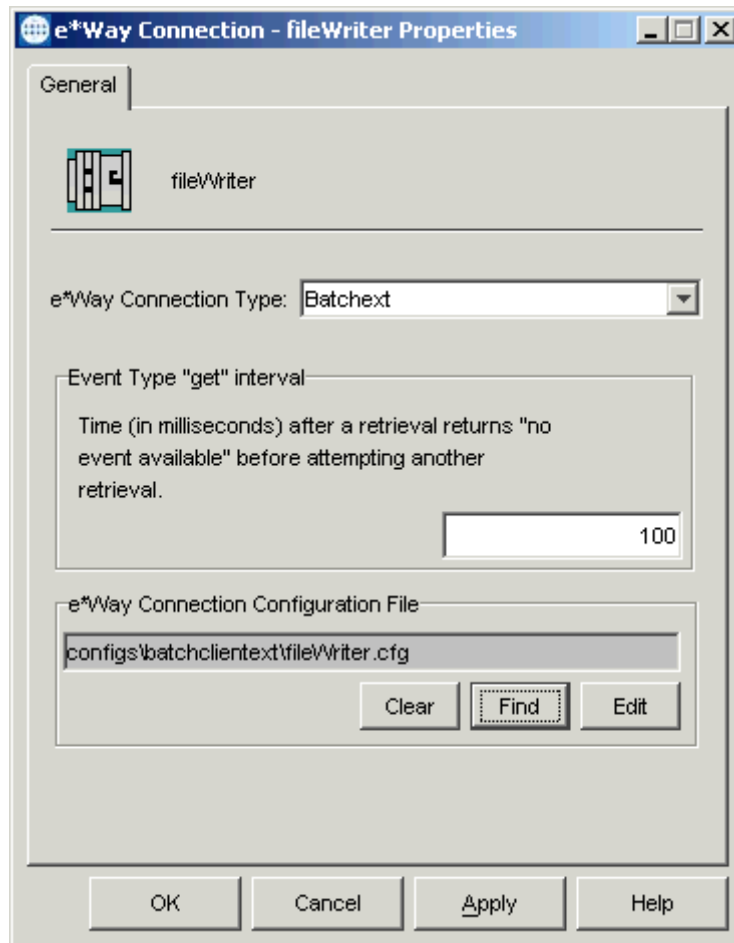 e*Way Connection - fileWriter Properties
General
fileWriter
e*Way Connection Type: Batchext
Event Type "get" interval
Time (in milliseconds) after a retrieval returns "no
event available" before attempting another
retrieval.
100
e*Way Connection Configuration File
configs\batchclientext\fileWriter.cfg
Clear Find Edit
OK Cancel Apply Help